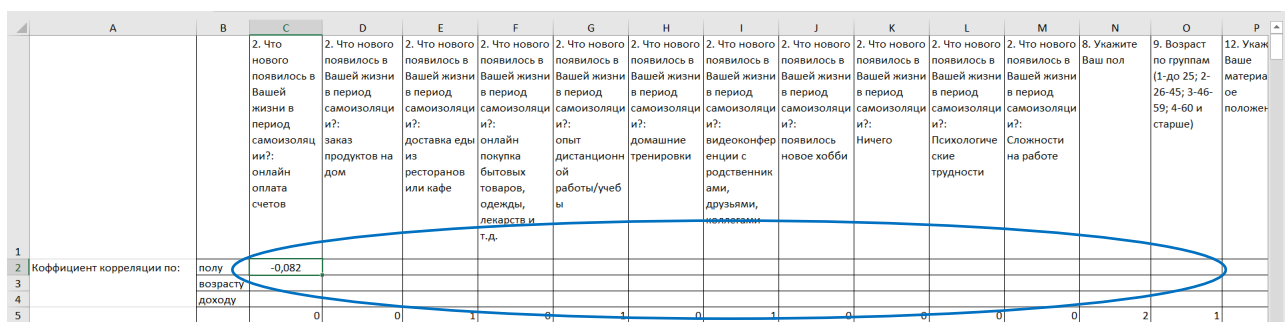 A B C D E F G H I J K L M N O P
1
2. Что
нового
появилось в
Вашей
жизни в
период
самоизоляц
ии?:
онлайн
оплата
счетов
2. Что нового
появилось в
Вашей жизни
в период
самоизоляци
и?:
заказ
продуктов на
дом
2. Что нового
появилось в
Вашей жизни
в период
самоизоляци
и?:
доставка еды
из
ресторанов
или кафе
2. Что нового
появилось в
Вашей жизни
в период
самоизоляци
и?:
онлайн
покупка
бытовых
товаров,
одежды,
лекарств и
т.д.
2. Что нового
появилось в
Вашей жизни
в период
самоизоляци
и?:
опыт
дистанционн
ой
работы/учеб
ы
2. Что нового
появилось в
Вашей жизни
в период
самоизоляци
и?:
домашние
тренировки
2. Что нового
появилось в
Вашей жизни
в период
самоизоляци
и?:
видеоконфер
енции с
родственник
ами,
друзьями,
коллегами
2. Что нового
появилось в
Вашей жизни
в период
самоизоляци
и?:
появилось
новое хобби
2. Что нового
появилось в
Вашей жизни
в период
самоизоляци
и?:
Ничего
2. Что нового
появилось в
Вашей жизни
в период
самоизоляци
и?:
Психологиче
ские
трудности
2. Что нового
появилось в
Вашей жизни
в период
самоизоляци
и?:
Сложности
на работе
8. Укажите
Ваш пол
9. Возраст
по группам
(1-до 25; 2-
26-45; 3-46-
59; 4-60 и
старше)
12. Укаж
Ваше
материа
ое
положен
2 Коффициент корреляции по: полу -0,082
3 возрасту
4 доходу
5 0 0 1 0 1 0 1 0 0 0 0 2 1